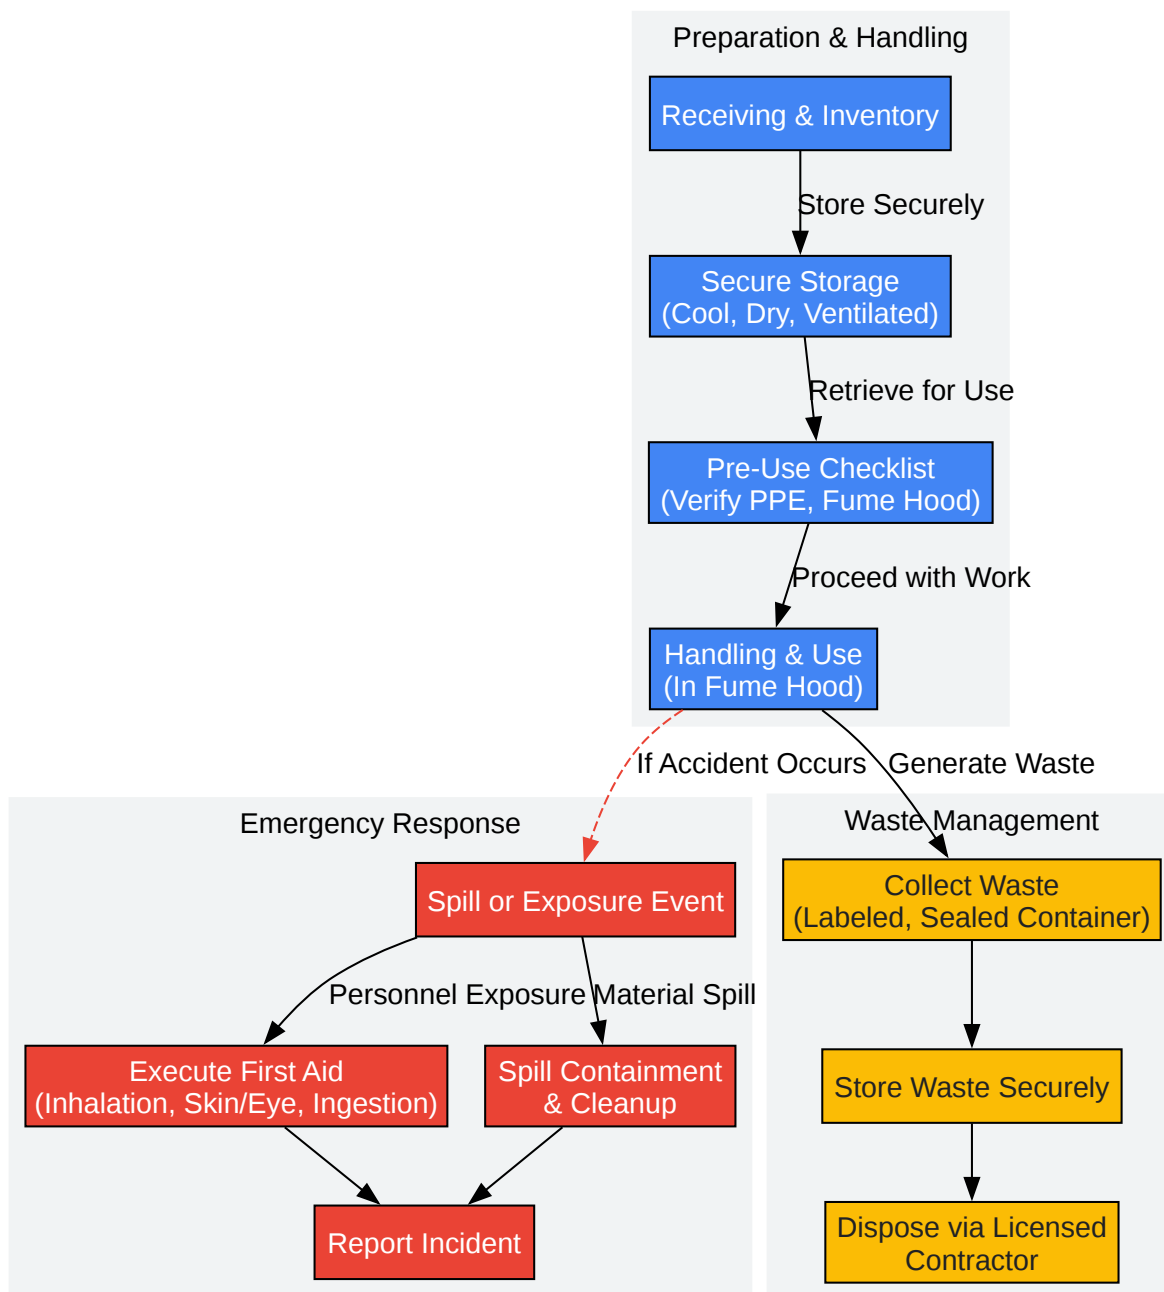 Preparation & Handling
Receiving & Inventory
Store Securely
Secure Storage
(Cool, Dry, Ventilated)
Retrieve for Use
Pre-Use Checklist
(Verify PPE, Fume Hood)
Proceed with Work
Handling & Use
(In Fume Hood)
If Accident Occurs
Generate Waste
Emergency Response
Spill or Exposure Event
Personnel Exposure
Material Spill
Execute First Aid
(Inhalation, Skin/Eye, Ingestion)
Spill Containment
& Cleanup
Report Incident
Waste Management
Collect Waste
(Labeled, Sealed Container)
Store Waste Securely
Dispose via Licensed
Contractor